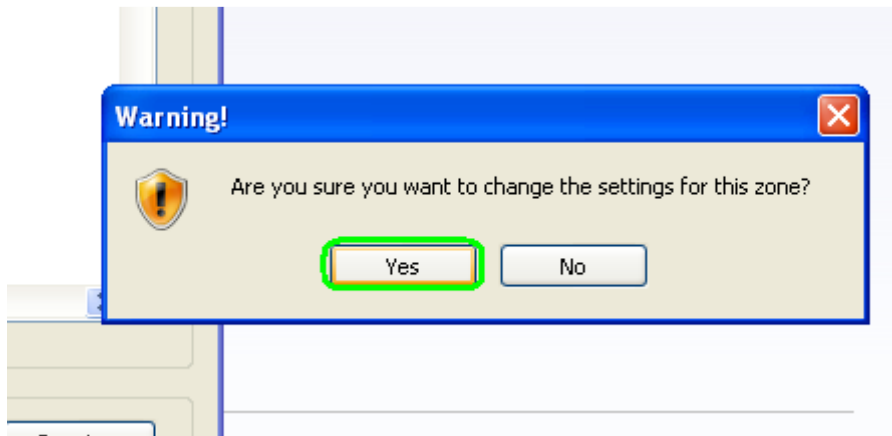 Warning!
Are you sure you want to change the settings for this zone?
Yes
No